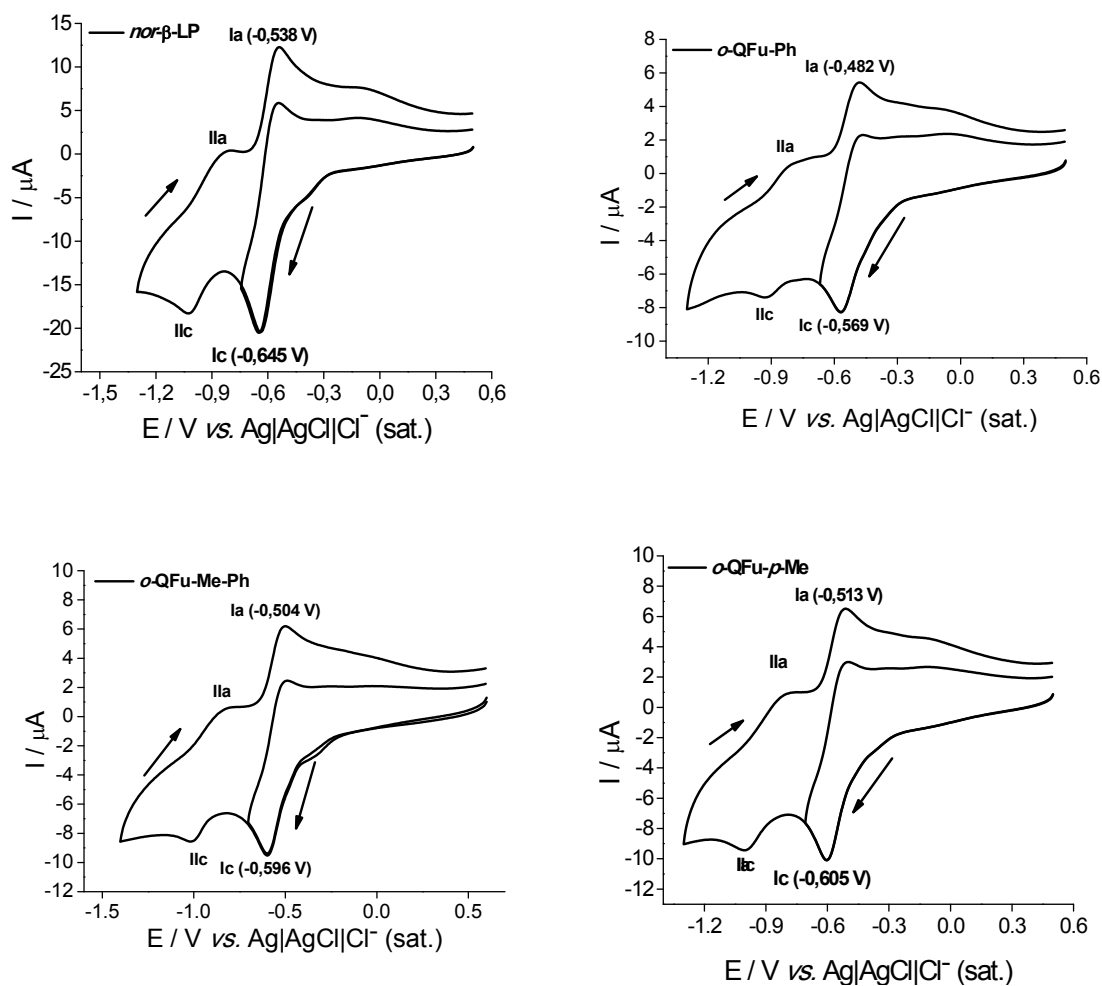 nor-β-LP
Ia (-0,538 V)
IIa
IIc
Ic (-0,645 V)
15
10
5
0
-5
-10
-15
-20
-25
I / μA
-1,5 -1,2 -0,9 -0,6 -0,3 0,0 0,3 0,6
E / V vs. Ag|AgCl|Cl⁻ (sat.)
o-QFu-Ph
Ia (-0,482 V)
IIa
IIc
Ic (-0,569 V)
8
6
4
2
0
-2
-4
-6
-8
-10
I / μA
-1.2 -0.9 -0.6 -0.3 0.0 0.3 0.6
E / V vs. Ag|AgCl|Cl⁻ (sat.)
o-QFu-Me-Ph
Ia (-0,504 V)
IIa
IIc
Ic (-0,596 V)
10
8
6
4
2
0
-2
-4
-6
-8
-10
-12
I / μA
-1.5 -1.0 -0.5 0.0 0.5
E / V vs. Ag|AgCl|Cl⁻ (sat.)
o-QFu-p-Me
Ia (-0,513 V)
IIa
Ic (-0,605 V)
10
8
6
4
2
0
-2
-4
-6
-8
-10
-12
I / μA
-1.2 -0.9 -0.6 -0.3 0.0 0.3 0.6
E / V vs. Ag|AgCl|Cl⁻ (sat.)